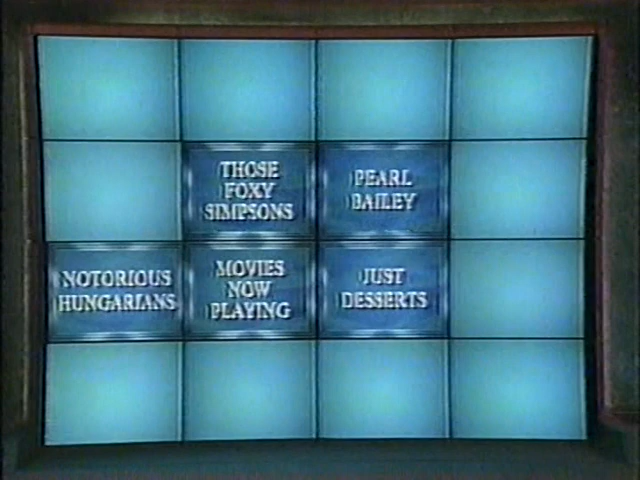 THOSE
FOXY
SIMPSONS
PEARL
BAILEY
NOTORIOUS
HUNGARIANS
MOVIES
NOW
PLAYING
JUST
DESSERTS